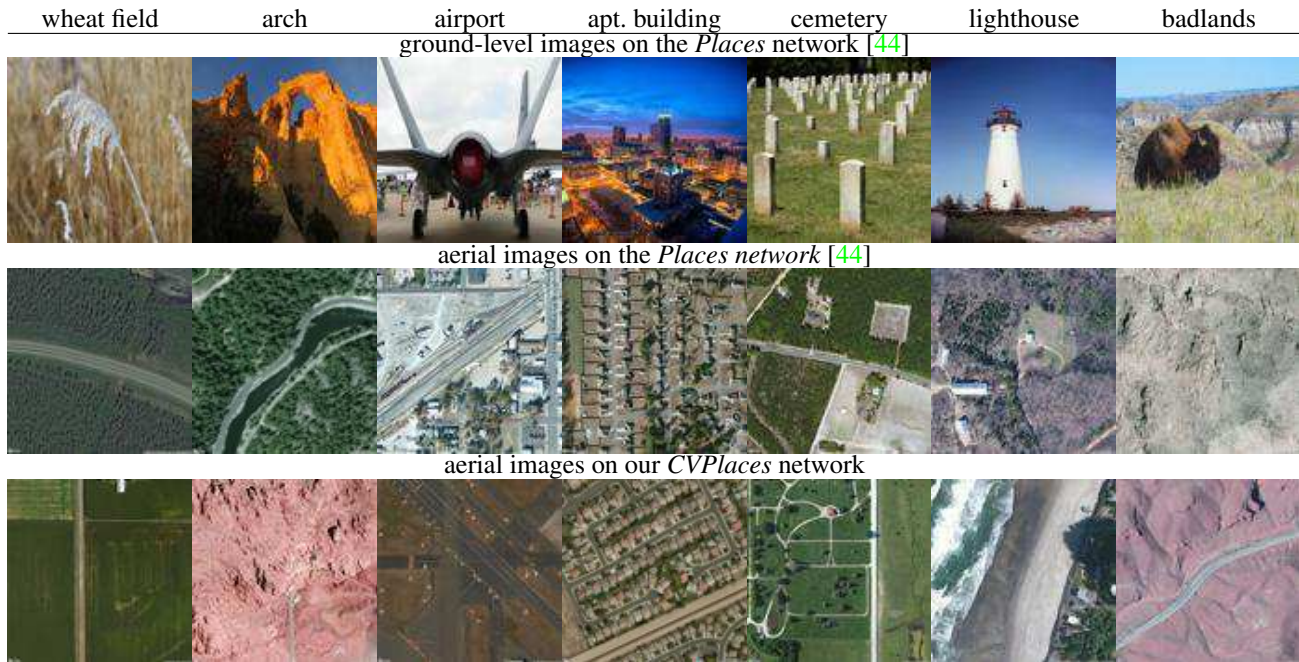 wheat field arch airport apt. building cemetery lighthouse badlands
ground-level images on the Places network [44]
aerial images on the Places network [44]
aerial images on our CVPlaces network